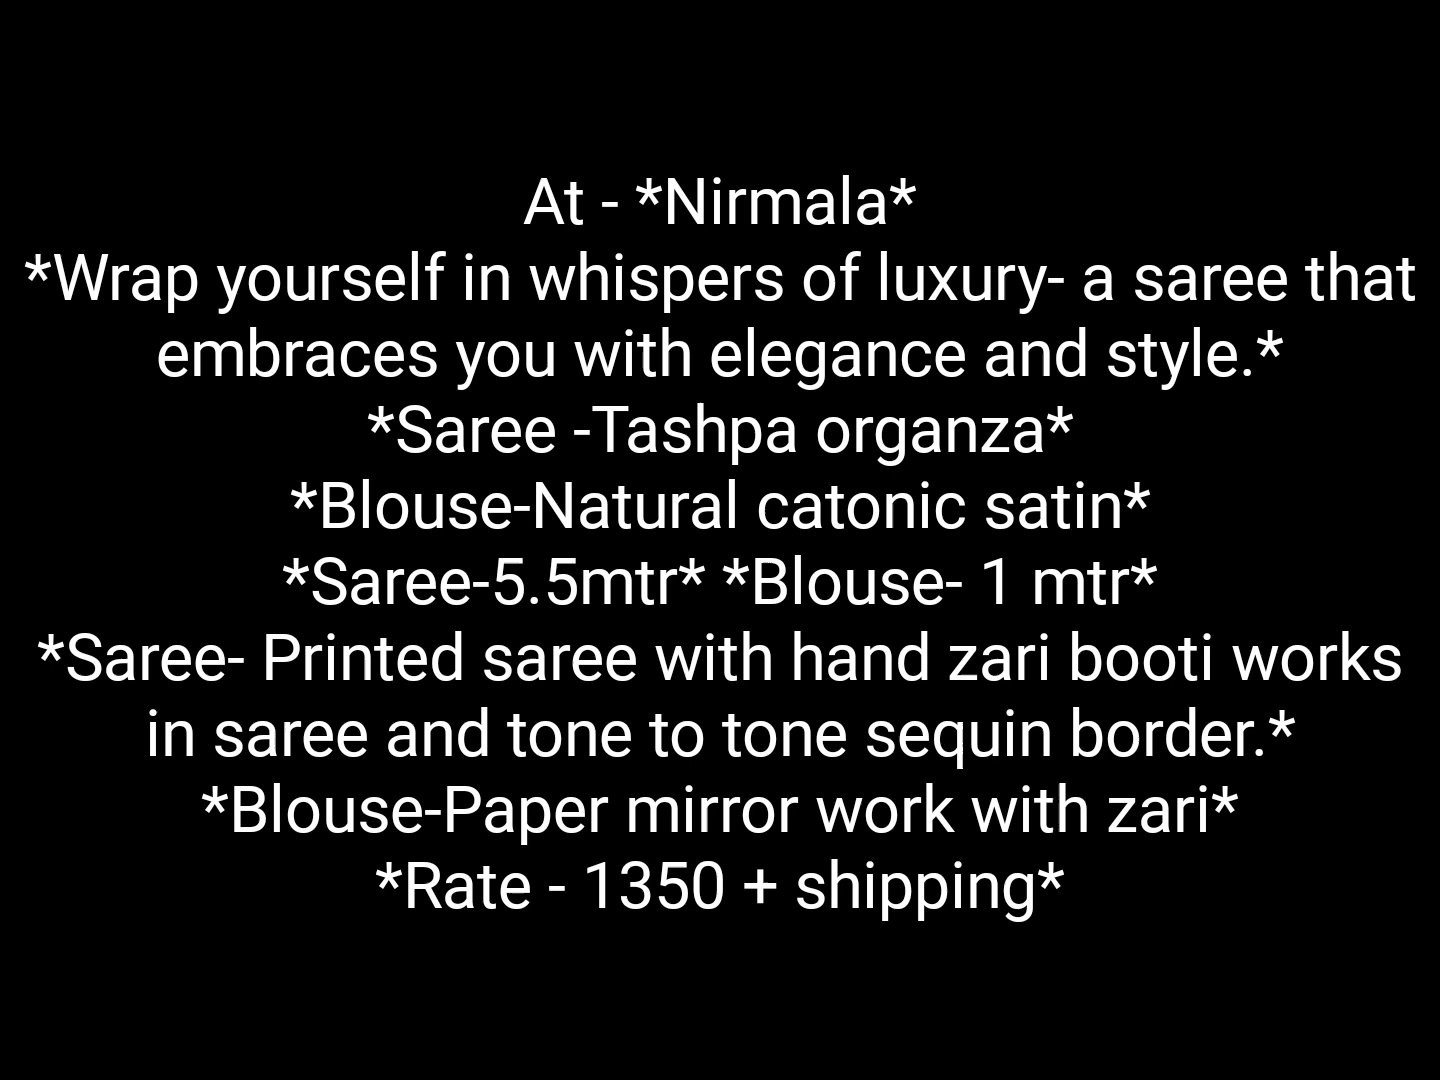 At - *Nirmala*
*Wrap yourself in whispers of luxury- a saree that
embraces you with elegance and style.*
*Saree -Tashpa organza*
*Blouse-Natural catonic satin*
*Saree-5.5mtr* *Blouse- 1 mtr*
*Saree- Printed saree with hand zari booti works
in saree and tone to tone sequin border.*
*Blouse-Paper mirror work with zari*
*Rate - 1350 + shipping*